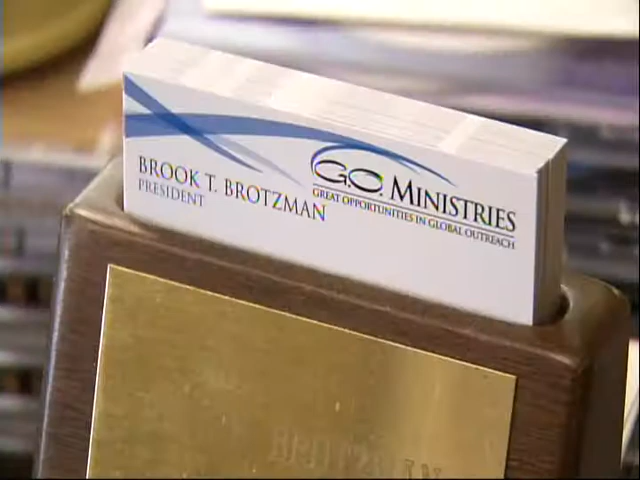 BROOK T. BROTZMAN
PRESIDENT
G.O. MINISTRIES
GREAT OPPORTUNITIES IN GLOBAL OUTREACH